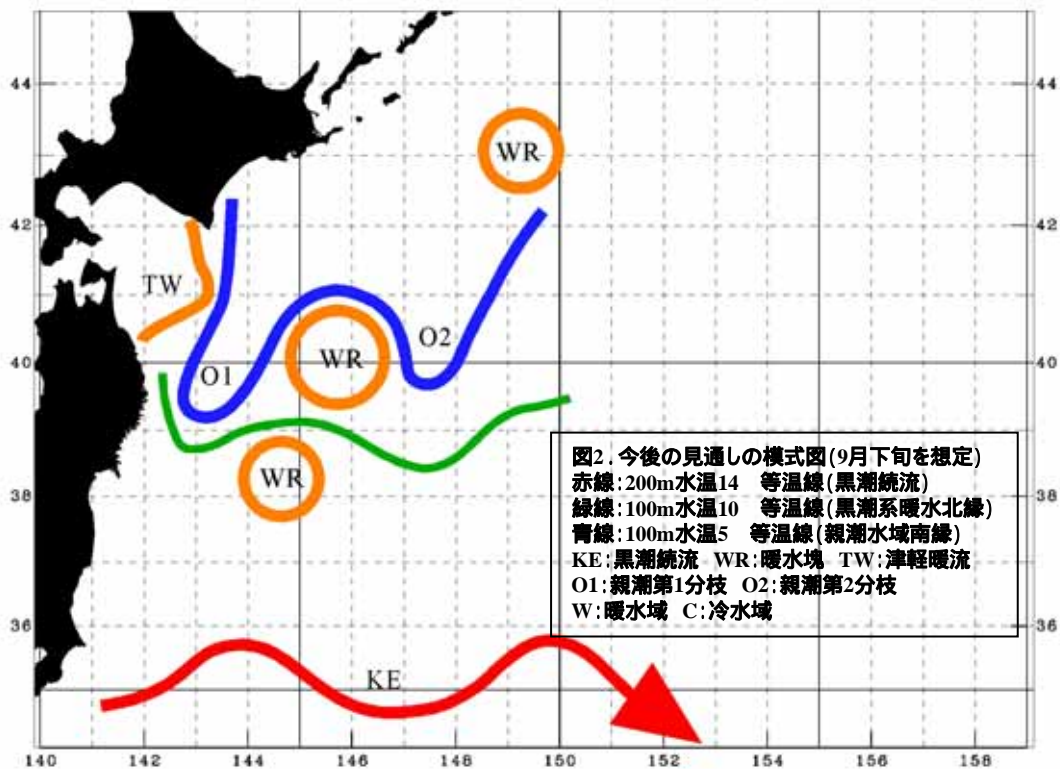 44 44
WR
WR
42 42
TW
O2
40 WR 40
O1
図2．今後の見通しの模式図(9月下旬を想定)
赤線:200m水温14　等温線(黒潮続流)
38 WR 38
緑線:100m水温10　等温線(黒潮系暖水北縁)
青線:100m水温5　等温線(親潮水域南縁)
KE:黒潮続流 WR:暖水塊 TW:津軽暖流
O1:親潮第1分枝 O2:親潮第2分枝
W:暖水域 C:冷水域
36 36
KE
140 142 144 146 148 150 152 154 156 158